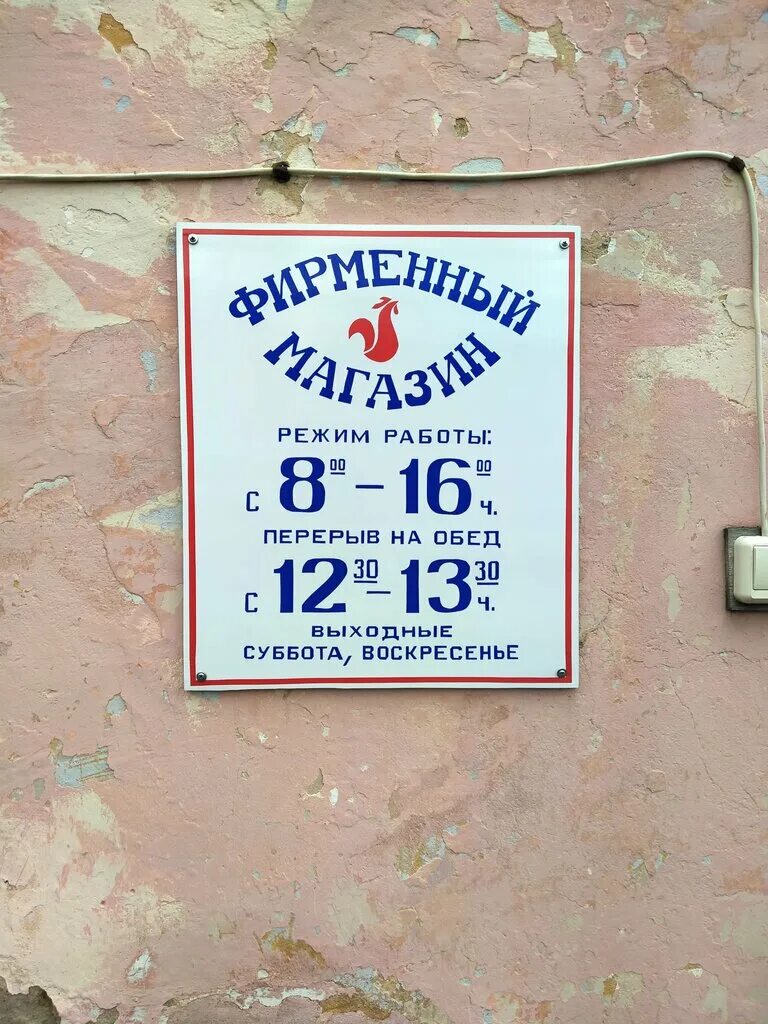 ФИРМЕННЫЙ
МАГАЗИН
РЕЖИМ РАБОТЫ:
С 8⁰⁰ – 16⁰⁰ Ч.
ПЕРЕРЫВ НА ОБЕД
С 12³⁰ – 13³⁰ Ч.
ВЫХОДНЫЕ
СУББОТА, ВОСКРЕСЕНЬЕ